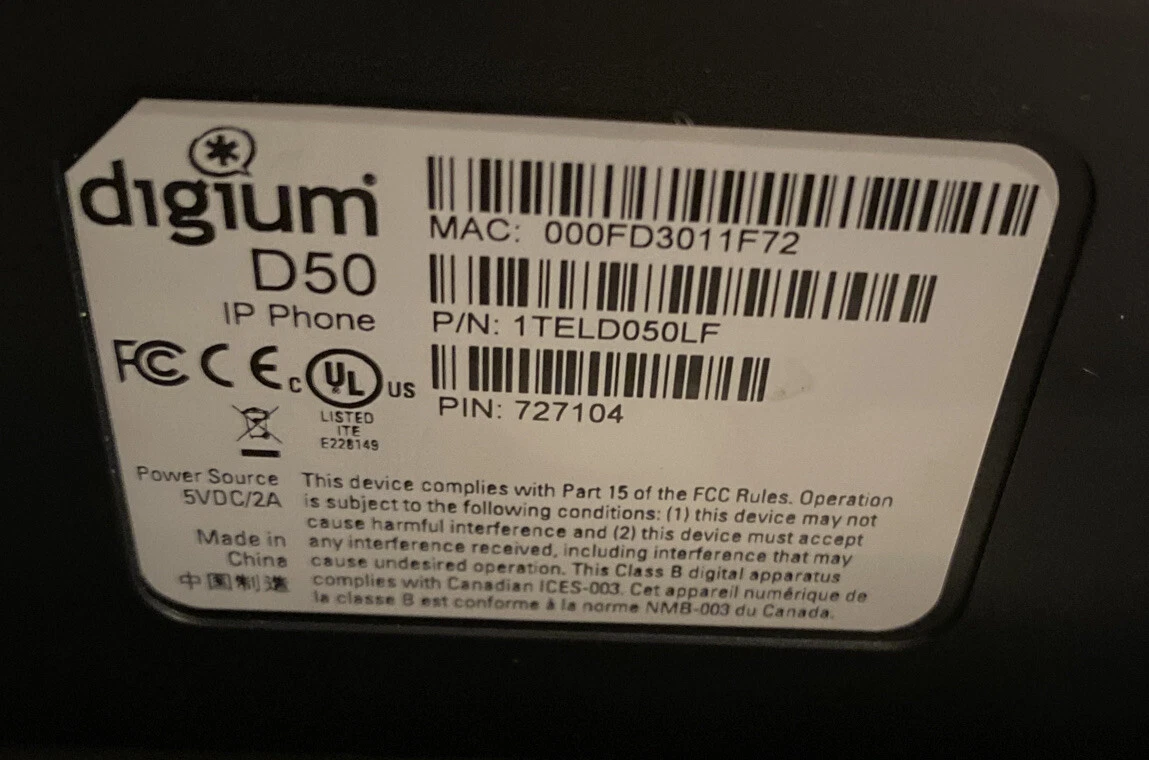 digium
D50
IP Phone
MAC: 000FD3011F72
P/N: 1TELD050LF
PIN: 727104
FC CE c UL US
LISTED
ITE
E228149
Power Source
5VDC/2A
Made in
China
中国制造
This device complies with Part 15 of the FCC Rules. Operation
is subject to the following conditions: (1) this device may not
cause harmful interference and (2) this device must accept
any interference received, including interference that may
cause undesired operation. This Class B digital apparatus
complies with Canadian ICES-003. Cet appareil numérique de
la classe B est conforme à la norme NMB-003 du Canada.